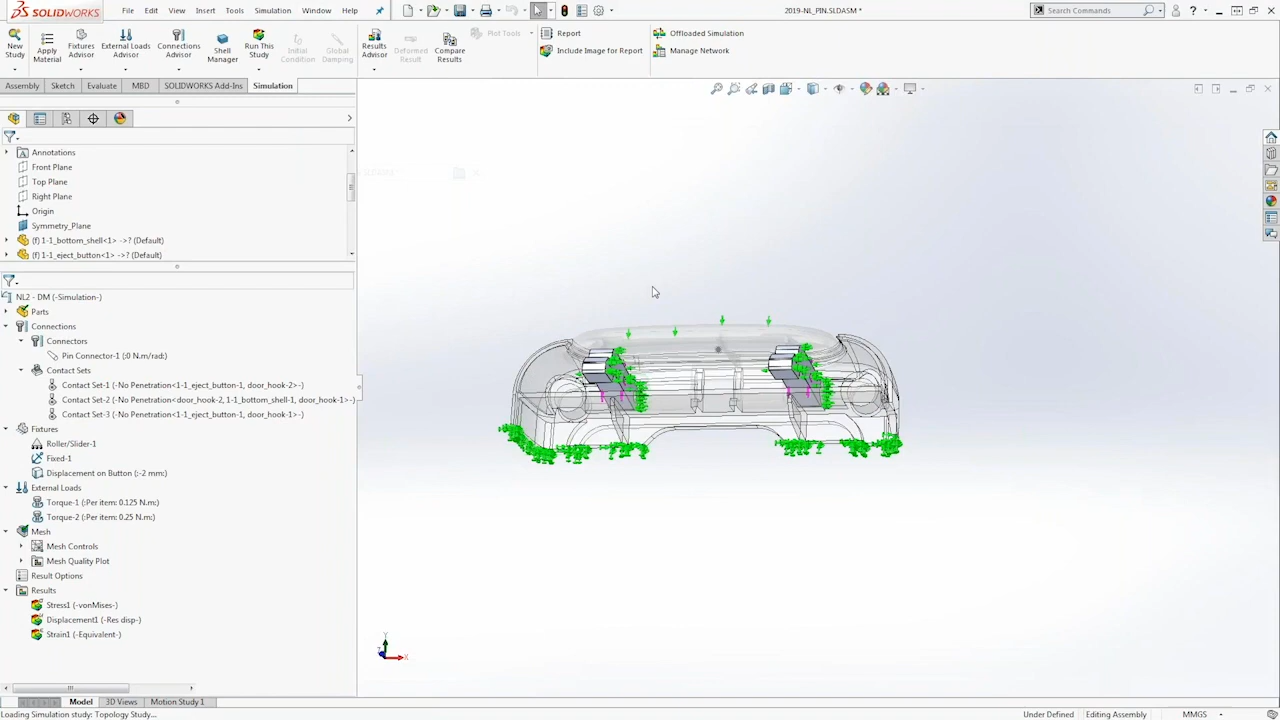 SOLIDWORKS
File Edit View Insert Tools Simulation Window Help
2019-NL_PIN.SLDASM *
Search Commands
New Study
Apply Material
Fixtures Advisor
External Loads Advisor
Connections Advisor
Shell Manager
Run This Study
Initial Condition
Global Damping
Results Advisor
Deformed Result
Compare Results
Plot Tools
Report
Include Image for Report
Offloaded Simulation
Manage Network
Assembly Sketch Evaluate MBD SOLIDWORKS Add-Ins Simulation
Annotations
Front Plane
Top Plane
Right Plane
Origin
Symmetry_Plane
(f) 1-1_bottom_shell<1> ->? (Default)
(f) 1-1_eject_button<1> ->? (Default)
NL2 - DM (-Simulation-)
Parts
Connections
Connectors
Pin Connector-1 (:0 N.m/rad:)
Contact Sets
Contact Set-1 (-No Penetration<1-1_eject_button-1, door_hook-2>-)
Contact Set-2 (-No Penetration<door_hook-2, 1-1_bottom_shell-1, door_hook-1>-)
Contact Set-3 (-No Penetration<1-1_eject_button-1, door_hook-1>-)
Fixtures
Roller/Slider-1
Fixed-1
Displacement on Button (:-2 mm:)
External Loads
Torque-1 (:Per item: 0.125 N.m:)
Torque-2 (:Per item: 0.25 N.m:)
Mesh
Mesh Controls
Mesh Quality Plot
Result Options
Results
Stress1 (-vonMises-)
Displacement1 (-Res disp-)
Strain1 (-Equivalent-)
Y
X
Model 3D Views Motion Study 1
Loading Simulation study: Topology Study...
Under Defined Editing Assembly MMGS